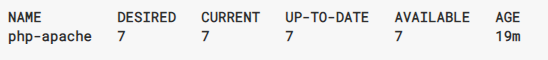 NAME DESIRED CURRENT UP-TO-DATE AVAILABLE AGE
php-apache 7 7 7 7 19m